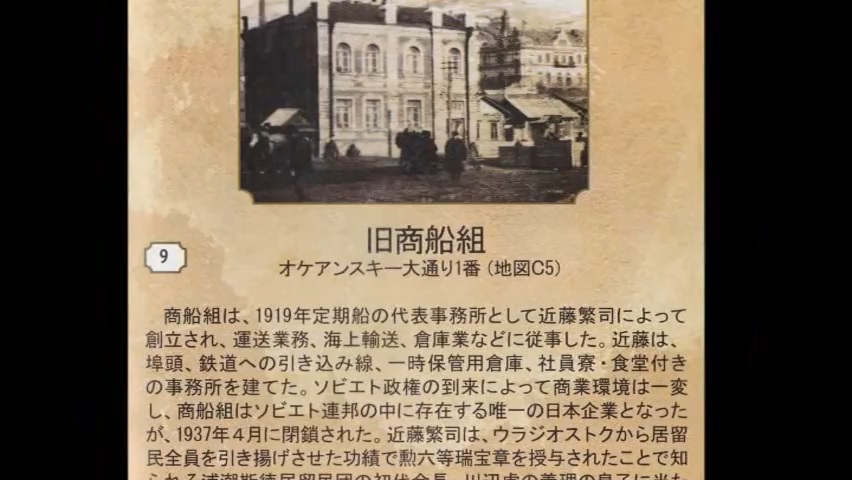 旧商船組
9
オケアンスキー大通り1番 (地図C5)
商船組は、1919年定期船の代表事務所として近藤繁司によって
創立され、運送業務、海上輸送、倉庫業などに従事した。近藤は、
埠頭、鉄道への引き込み線、一時保管用倉庫、社員寮・食堂付き
の事務所を建てた。ソビエト政権の到来によって商業環境は一変
し、商船組はソビエト連邦の中に存在する唯一の日本企業となった
が、1937年4月に閉鎖された。近藤繁司は、ウラジオストクから居留
民全員を引き揚げさせた功績で勲六等瑞宝章を授与されたことで知